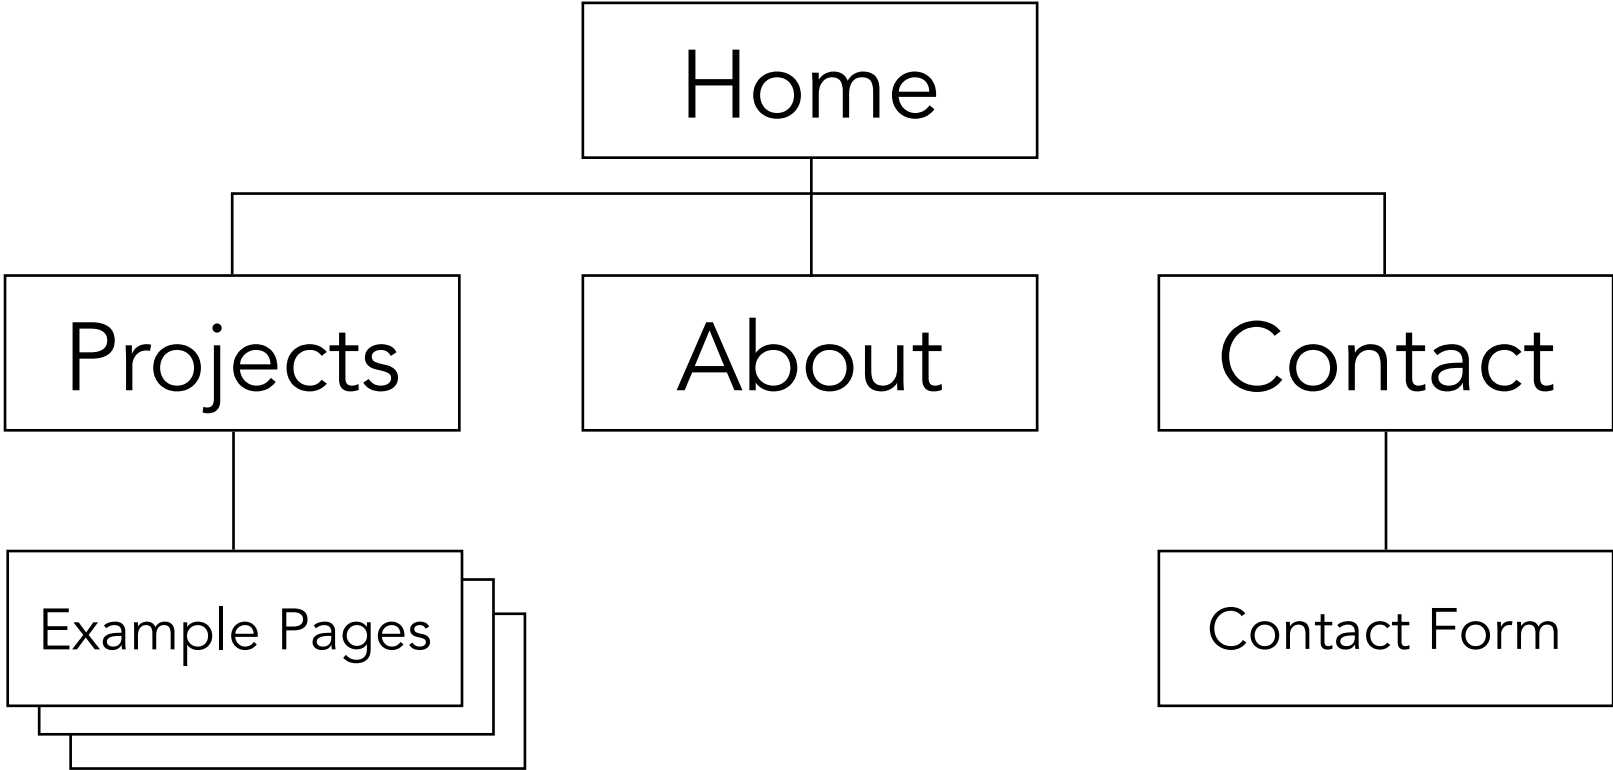 Home
Projects
About
Contact
Example Pages
Contact Form